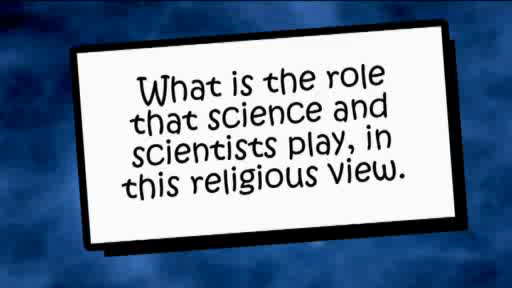 What is the role
that science and
scientists play, in
this religious view.